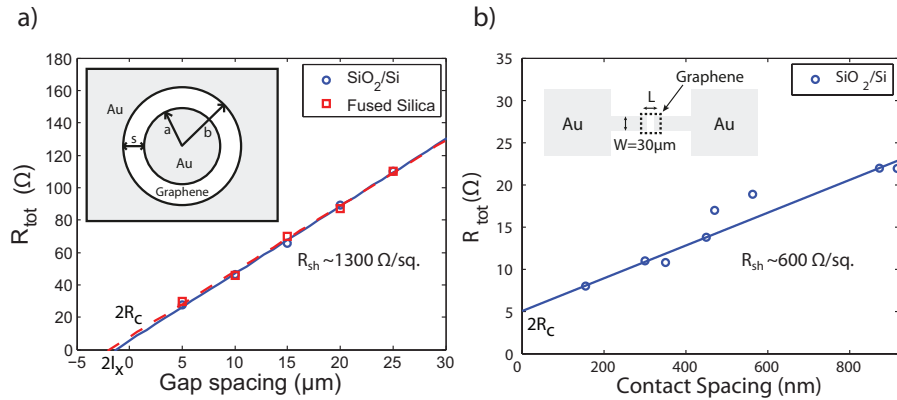 a)
180
160
140
120
100
80
60
40
20
0
R_tot (Ω)
SiO₂/Si
Fused Silica
Au
a
b
s
Au
Graphene
R_sh ~1300 Ω/sq.
2R_C
−5 0 5 10 15 20 25 30
2l_x
Gap spacing (μm)
b)
35
30
25
20
15
10
5
0
R_tot (Ω)
SiO₂/Si
Graphene
L
Au
Au
W=30μm
R_sh ~600 Ω/sq.
2R_C
0 200 400 600 800
Contact Spacing (nm)